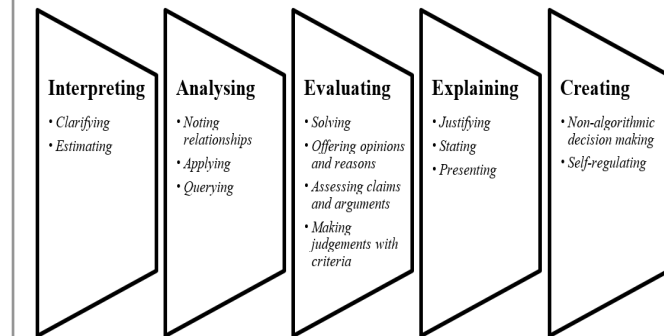 Interpreting
• Clarifying
• Estimating
Analysing
• Noting
relationships
• Applying
• Querying
Evaluating
• Solving
• Offering opinions
and reasons
• Assessing claims
and arguments
• Making
judgements with
criteria
Explaining
• Justifying
• Stating
• Presenting
Creating
• Non-algorithmic
decision making
• Self-regulating